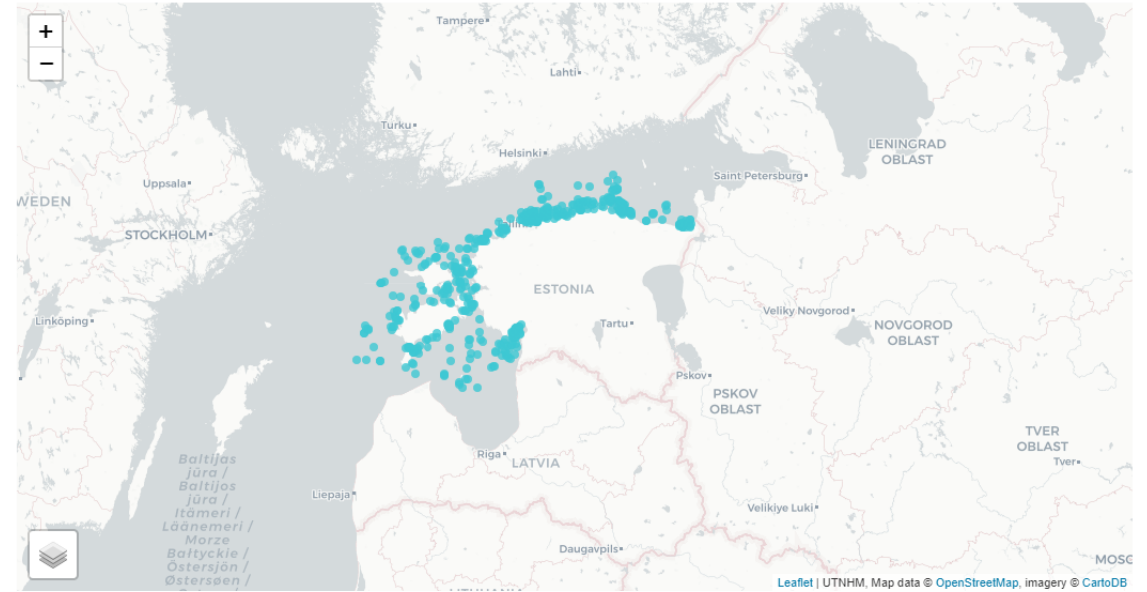 +
−
Tampere
Lahti
Turku
Helsinki
LENINGRAD
OBLAST
Saint Petersburg
Uppsala
WEDEN
STOCKHOLM
ESTONIA
Linköping
Tartu
Veliky Novgorod
NOVGOROD
OBLAST
Pskov
PSKOV
OBLAST
TVER
OBLAST
Tver
Riga
LATVIA
Baltijas
jūra /
Baltijos
jūra /
Itämeri /
Läänemeri /
Morze
Bałtyckie /
Östersjön /
Østersøen /
Liepaja
Velikiye Luki
Daugavpils
MOSC
Leaflet | UTNHM, Map data © OpenStreetMap, imagery © CartoDB